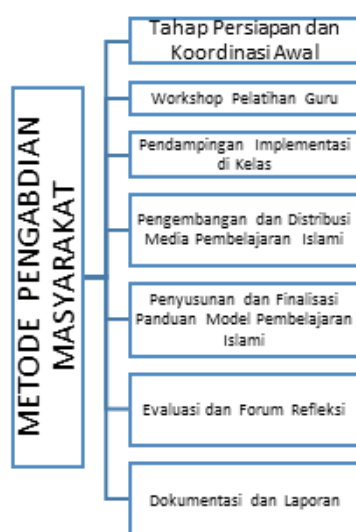 METODE PENGABDIAN
MASYARAKAT
Tahap Persiapan dan
Koordinasi Awal
Workshop Pelatihan Guru
Pendampingan Implementasi
di Kelas
Pengembangan dan Distribusi
Media Pembelajaran Islami
Penyusunan dan Finalisasi
Panduan Model Pembelajaran
Islami
Evaluasi dan Forum Refleksi
Dokumentasi dan Laporan